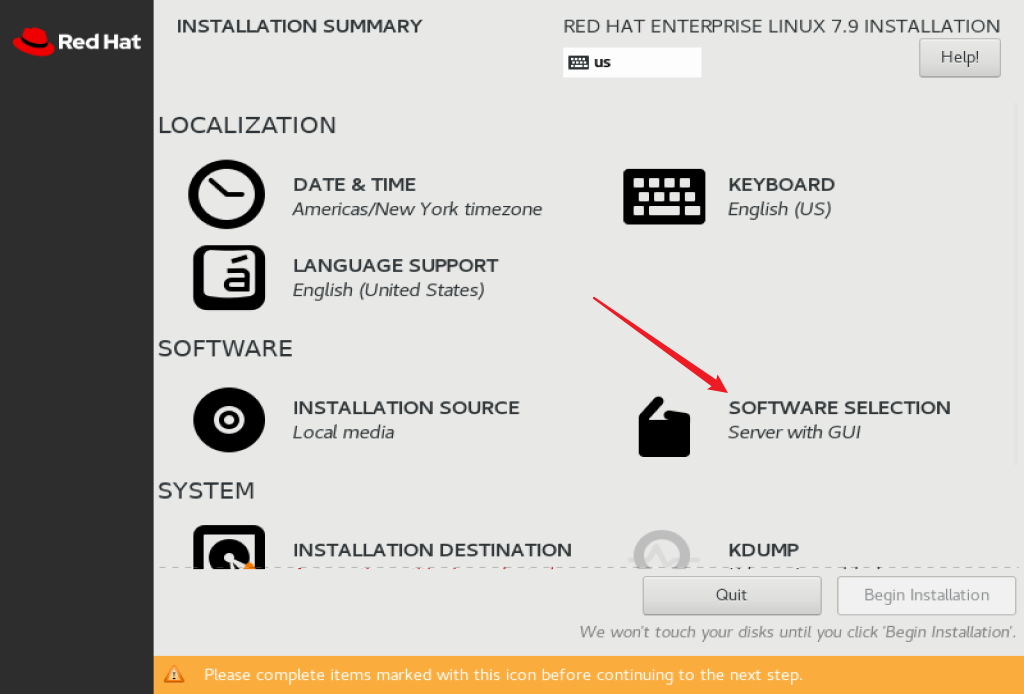 Red Hat
INSTALLATION SUMMARY
RED HAT ENTERPRISE LINUX 7.9 INSTALLATION
us
Help!
LOCALIZATION
DATE & TIME
Americas/New York timezone
KEYBOARD
English (US)
á
LANGUAGE SUPPORT
English (United States)
SOFTWARE
INSTALLATION SOURCE
Local media
SOFTWARE SELECTION
Server with GUI
SYSTEM
INSTALLATION DESTINATION
KDUMP
Quit
Begin Installation
We won't touch your disks until you click 'Begin Installation'.
Please complete items marked with this icon before continuing to the next step.